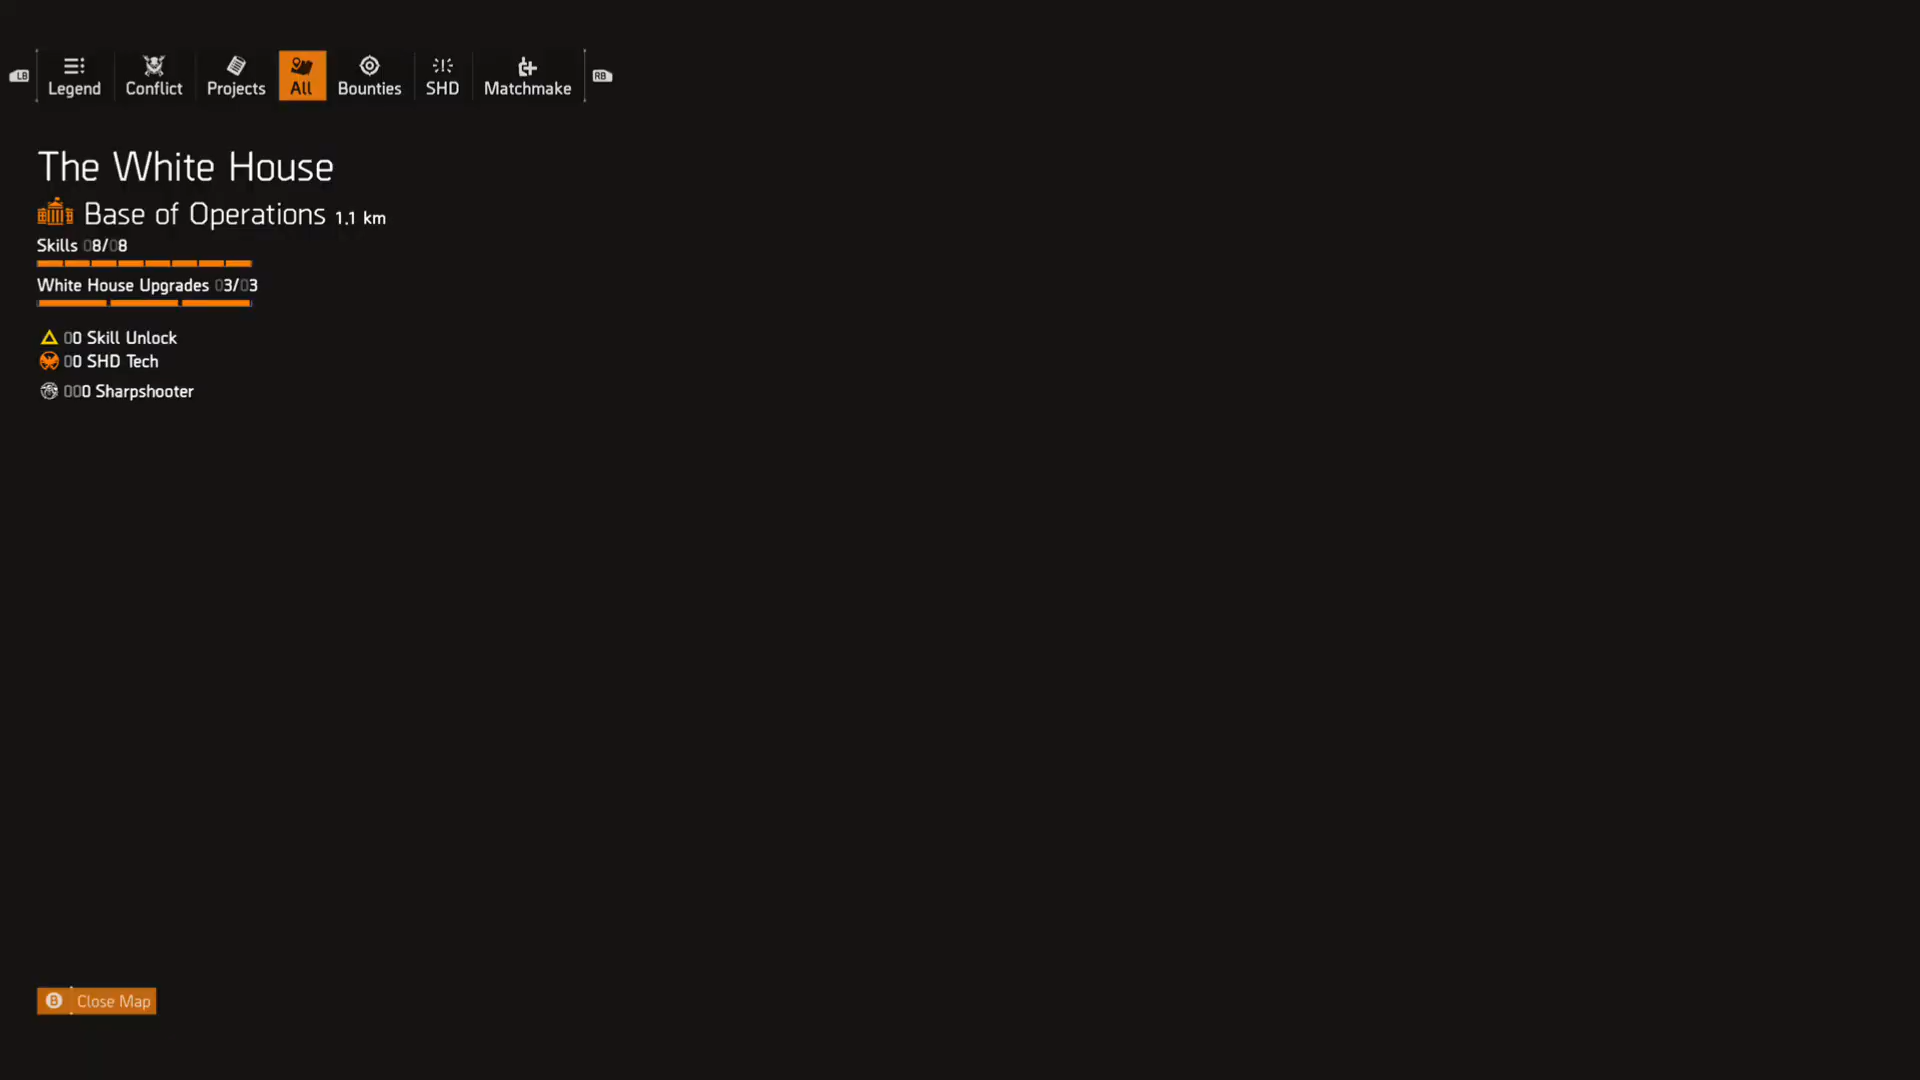 LB Legend Conflict Projects All Bounties SHD Matchmake RB
The White House
Base of Operations 1.1 km
Skills 08/08
White House Upgrades 03/03
00 Skill Unlock
00 SHD Tech
000 Sharpshooter
B Close Map